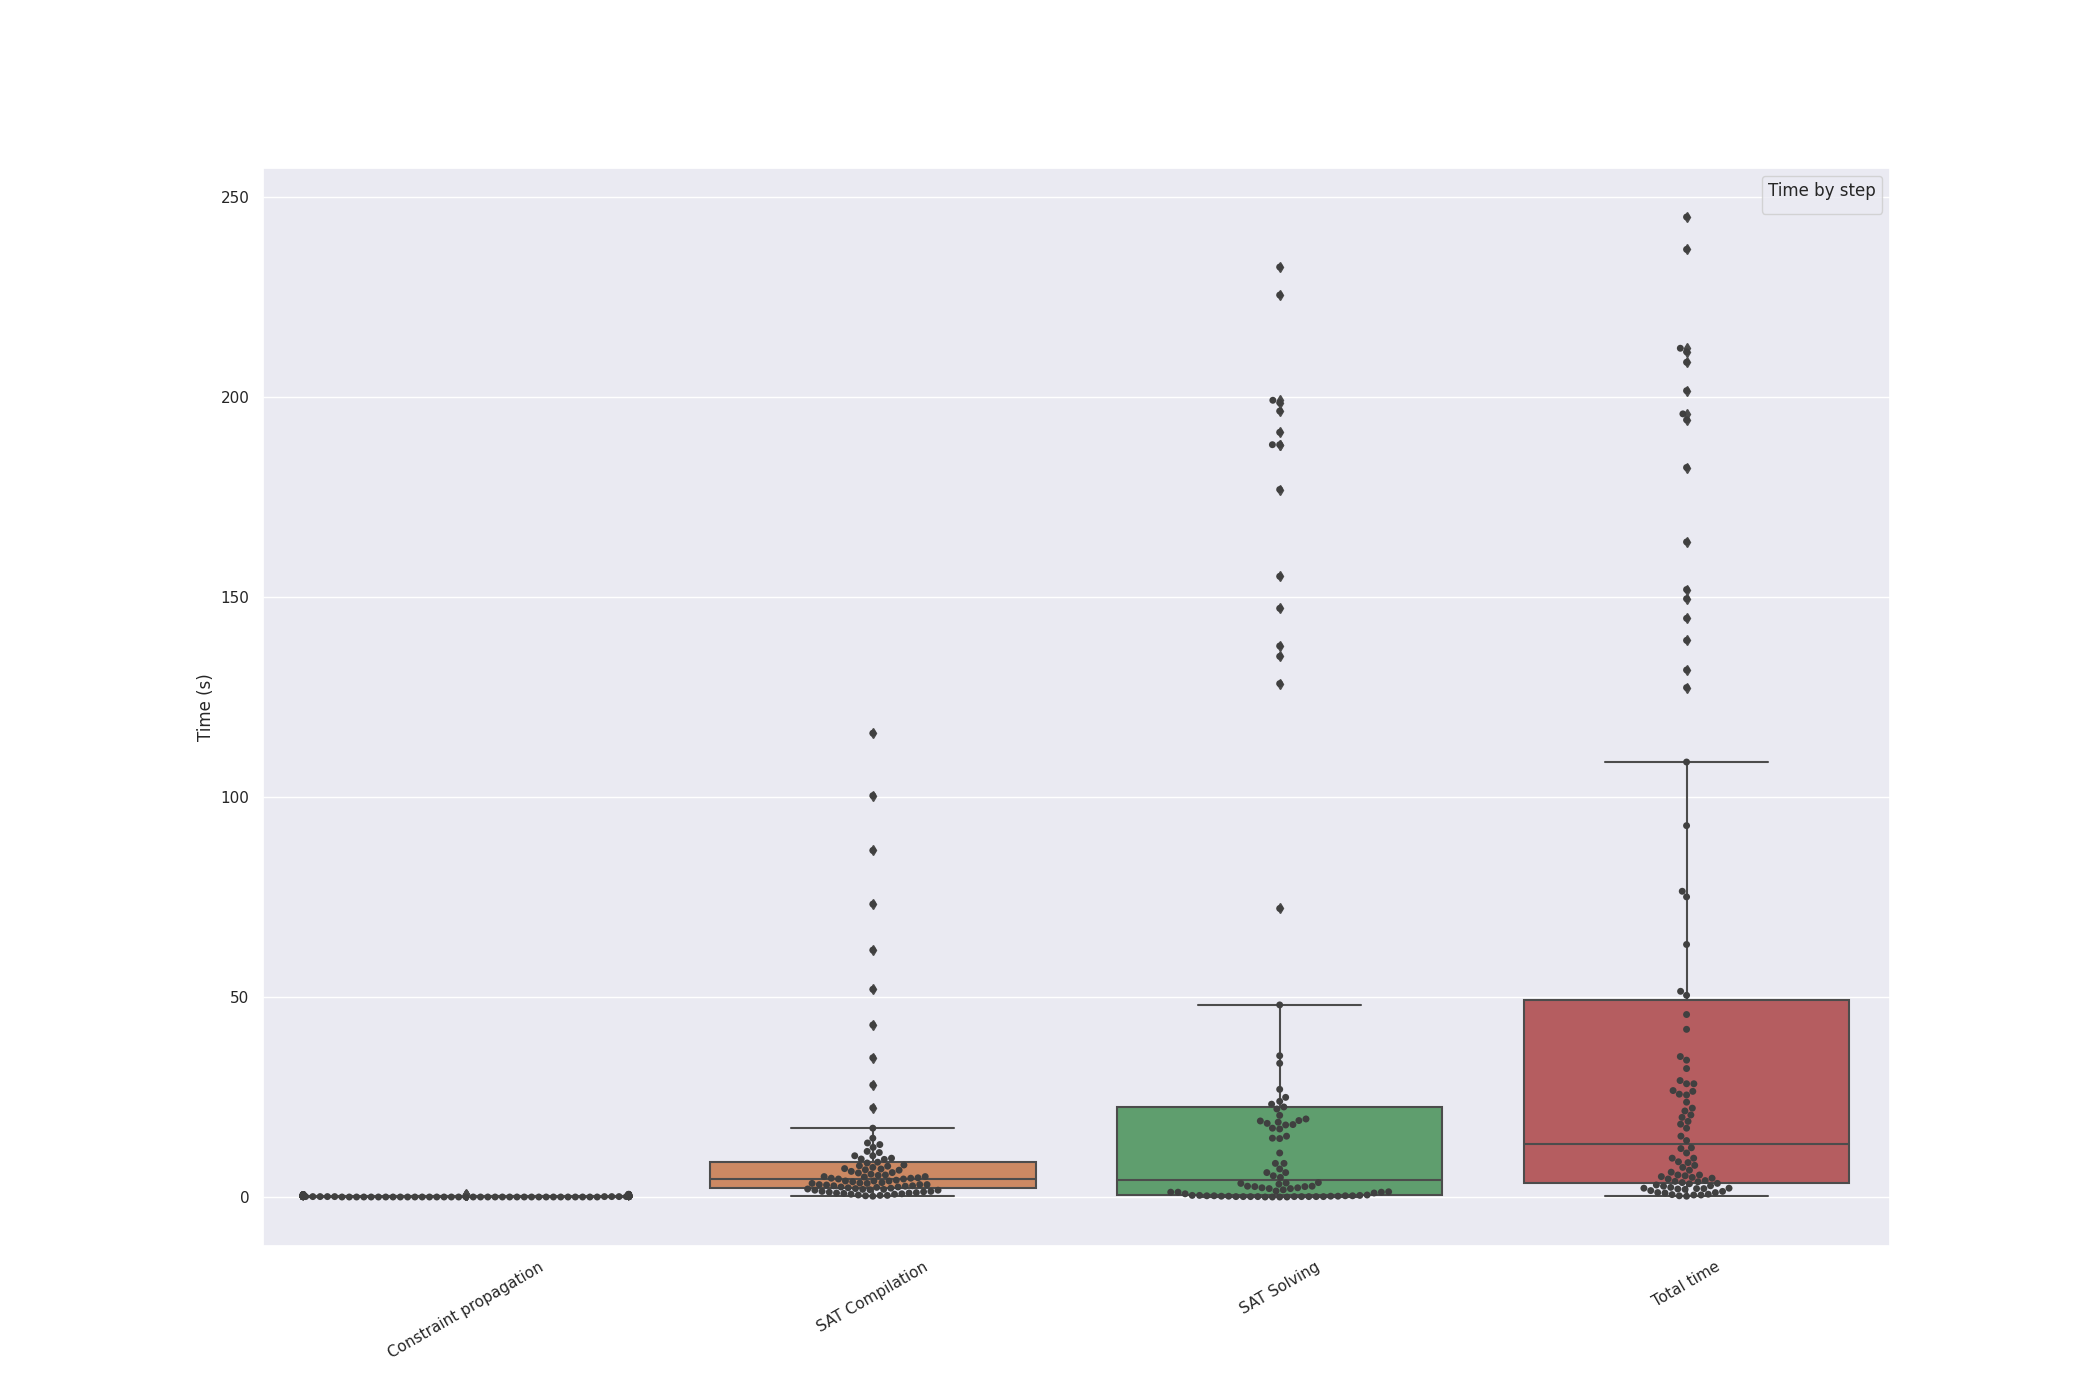 Time by step
250
200
150
100
50
0
Time (s)
Constraint propagation
SAT Compilation
SAT Solving
Total time